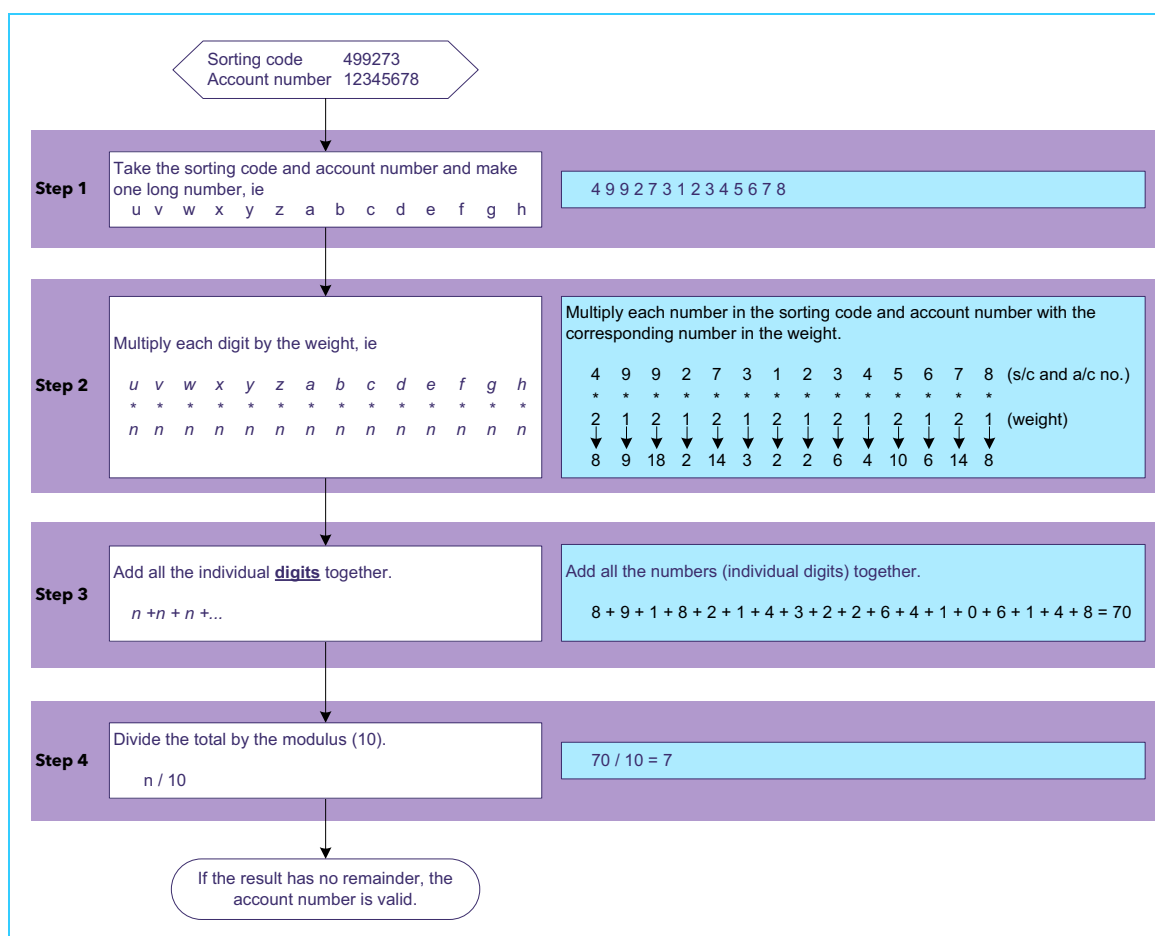 Sorting code 499273
Account number 12345678
Step 1
Take the sorting code and account number and make
one long number, ie
u v w x y z a b c d e f g h
4 9 9 2 7 3 1 2 3 4 5 6 7 8
Step 2
Multiply each digit by the weight, ie
u v w x y z a b c d e f g h
* * * * * * * * * * * * * *
n n n n n n n n n n n n n n
Multiply each number in the sorting code and account number with the
corresponding number in the weight.
4 9 9 2 7 3 1 2 3 4 5 6 7 8 (s/c and a/c no.)
* * * * * * * * * * * * * *
2 1 2 1 2 1 2 1 2 1 2 1 2 1 (weight)
8 9 18 2 14 3 2 2 6 4 10 6 14 8
Step 3
Add all the individual digits together.
n +n + n +...
Add all the numbers (individual digits) together.
8 + 9 + 1 + 8 + 2 + 1 + 4 + 3 + 2 + 2 + 6 + 4 + 1 + 0 + 6 + 1 + 4 + 8 = 70
Step 4
Divide the total by the modulus (10).
n / 10
70 / 10 = 7
If the result has no remainder, the
account number is valid.